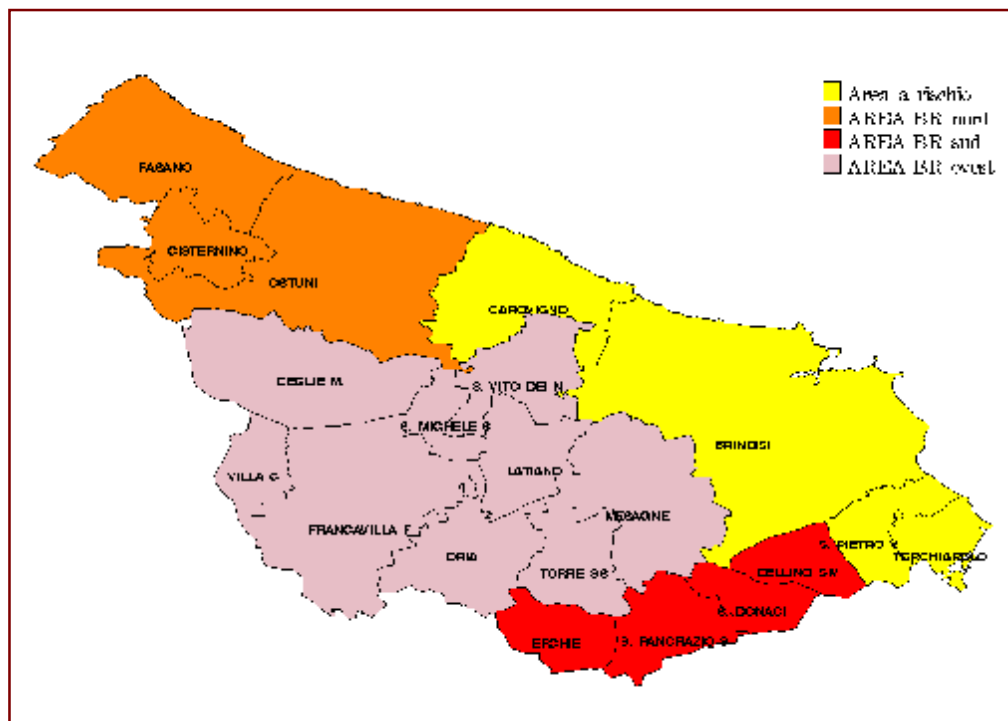 Area a rischio
AREA BR nord
AREA BR sud
AREA BR ovest
FASANO
CISTERNINO
OSTUNI
CAROVIGNO
CEGLIE M.
S. VITO DEI N.
S. MICHELE S
BRINDISI
VILLA C
LATIANO
FRANCAVILLA F.
MESAGNE
ORIA
S. PIETRO V.
TORCHIAROLO
TORRE SS
CELLINO SM
S. DONACI
ERCHIE
S. PANCRAZIO S.